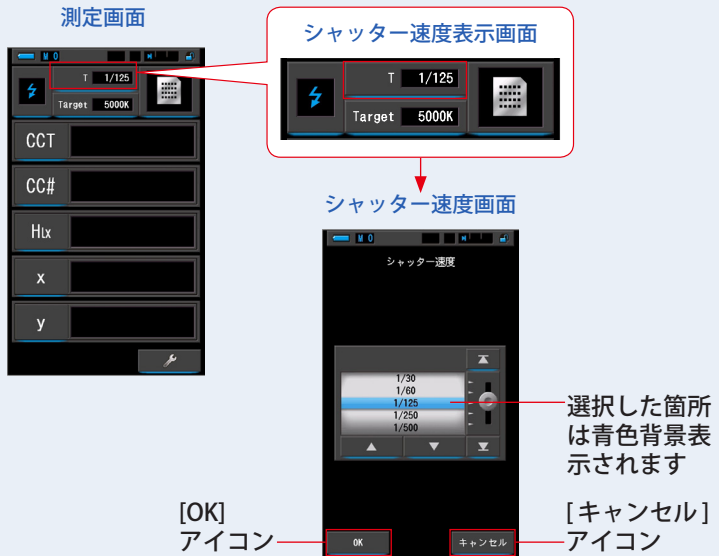 測定画面
シャッター速度表示画面
M 0
T 1/125
Target 5000K
T 1/125
Target 5000K
CCT
CC#
Hlx
x
y
シャッター速度画面
M 0
シャッター速度
1/30
1/60
1/125
1/250
1/500
選択した箇所
は青色背景表
示されます
[OK]
アイコン
OK
キャンセル
[キャンセル]
アイコン